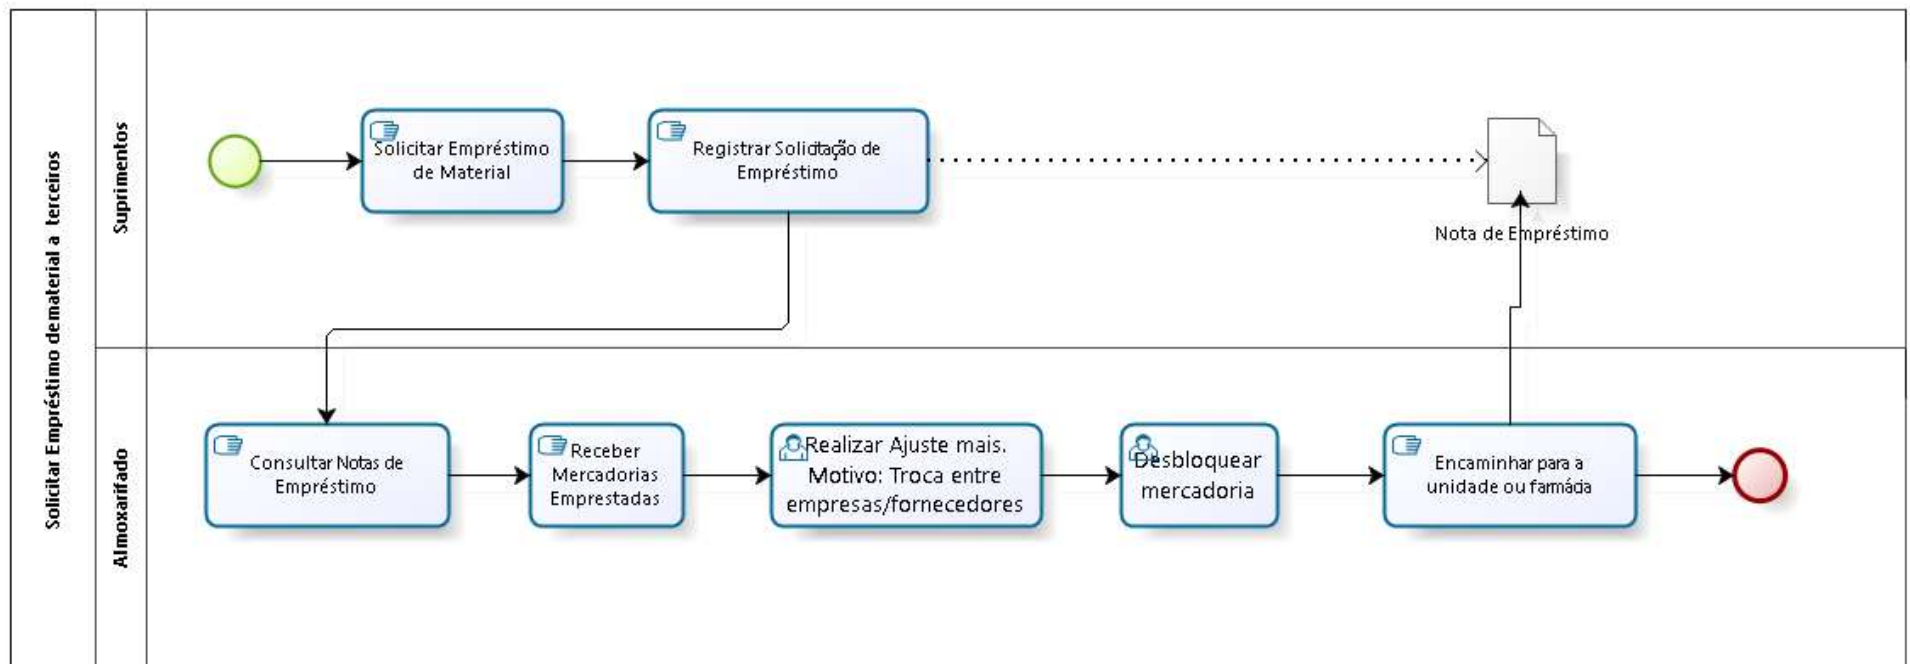 Solicitar Empréstimo dematerial a terceiros
Suprimentos
Solicitar Empréstimo
de Material
Registrar Solicitação de
Empréstimo
Nota de Empréstimo
Almoxarifado
Consultar Notas de
Empréstimo
Receber
Mercadorias
Emprestadas
Realizar Ajuste mais.
Motivo: Troca entre
empresas/fornecedores
Desbloquear
mercadoria
Encaminhar para a
unidade ou farmácia